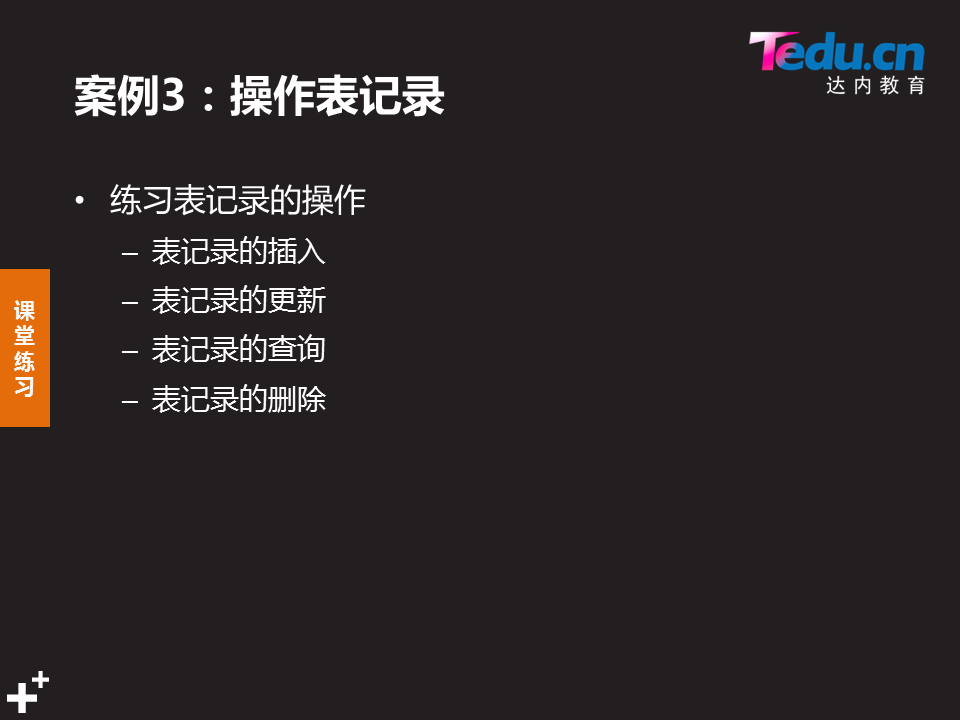 Tedu.cn
达内教育
案例3：操作表记录
• 练习表记录的操作
– 表记录的插入
– 表记录的更新
– 表记录的查询
– 表记录的删除
课堂练习